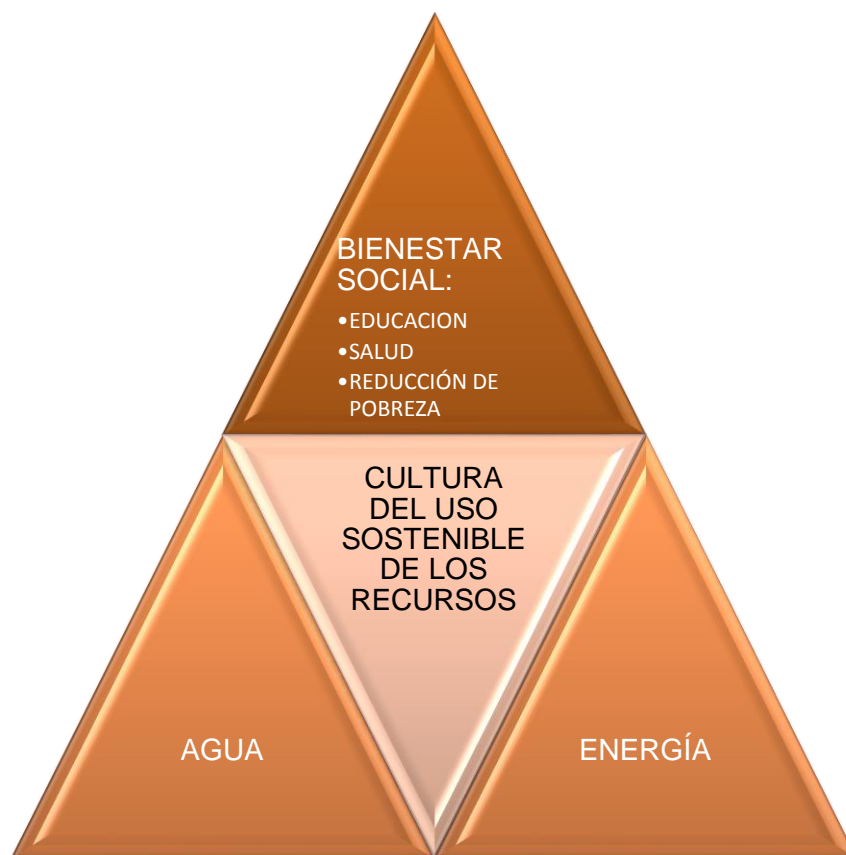 BIENESTAR
SOCIAL:
•EDUCACION
•SALUD
•REDUCCIÓN DE
POBREZA
CULTURA
DEL USO
SOSTENIBLE
DE LOS
RECURSOS
AGUA
ENERGÍA